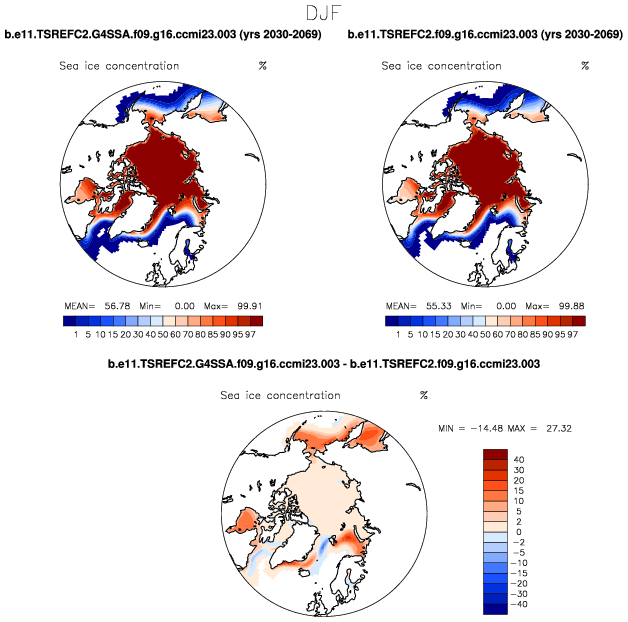 DJF
b.e11.TSREFC2.G4SSA.f09.g16.ccmi23.003 (yrs 2030-2069)
b.e11.TSREFC2.f09.g16.ccmi23.003 (yrs 2030-2069)
Sea ice concentration %
Sea ice concentration %
MEAN= 56.78 Min= 0.00 Max= 99.91
MEAN= 55.33 Min= 0.00 Max= 99.88
1 5 10 15 20 30 40 50 60 70 80 85 90 95 97
1 5 10 15 20 30 40 50 60 70 80 85 90 95 97
b.e11.TSREFC2.G4SSA.f09.g16.ccmi23.003 - b.e11.TSREFC2.f09.g16.ccmi23.003
Sea ice concentration %
MIN = -14.48 MAX = 27.32
40
30
20
15
10
5
2
0
-2
-5
-10
-15
-20
-30
-40